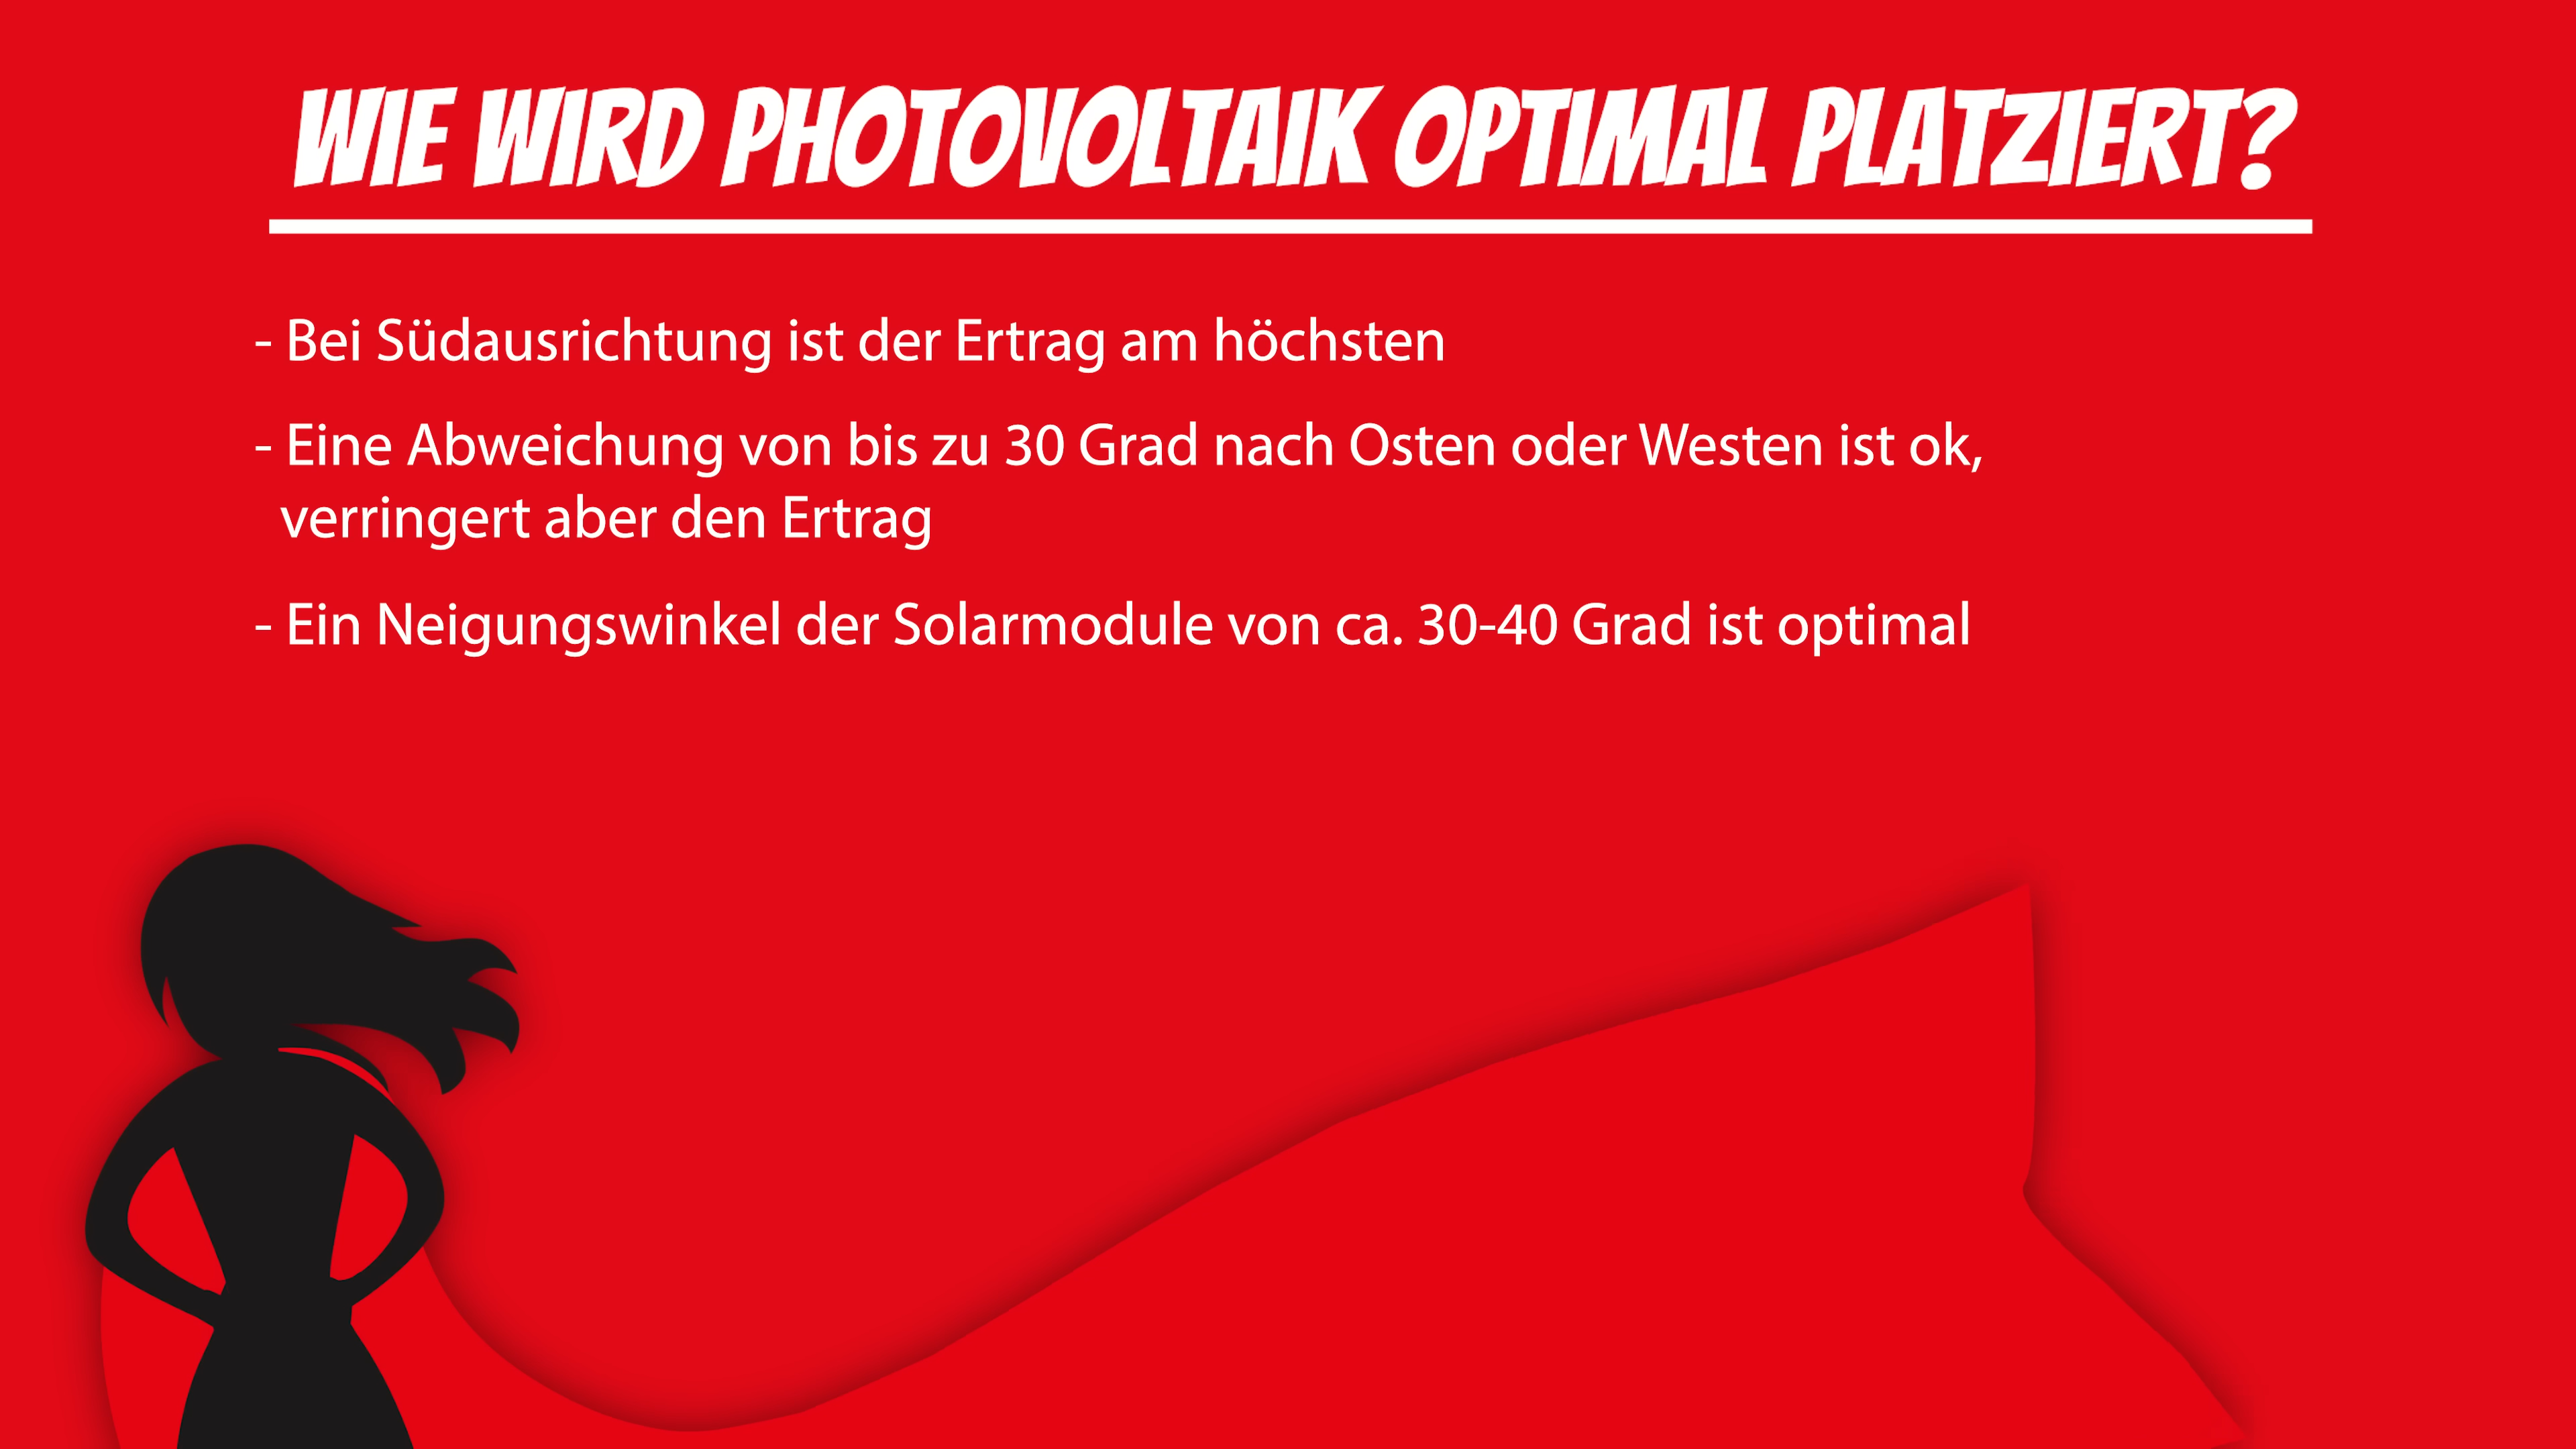 WIE WIRD PHOTOVOLTAIK OPTIMAL PLATZIERT?
- Bei Südausrichtung ist der Ertrag am höchsten
- Eine Abweichung von bis zu 30 Grad nach Osten oder Westen ist ok,
verringert aber den Ertrag
- Ein Neigungswinkel der Solarmodule von ca. 30-40 Grad ist optimal